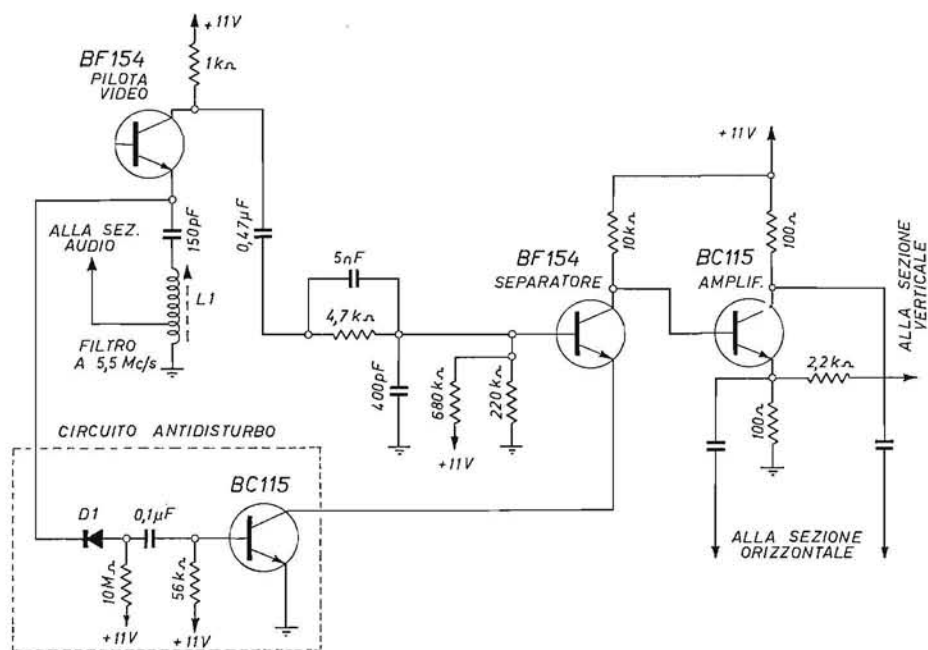 +11V
1kΩ
BF154
PILOTA
VIDEO
ALLA SEZ.
AUDIO
150pF
L1
FILTRO
A 5,5 Mc/s
0,47µF
5nF
4,7kΩ
400pF
680kΩ
+11V
220kΩ
BF154
SEPARATORE
10kΩ
+11V
100Ω
BC115
AMPLIF.
2,2kΩ
100Ω
ALLA SEZIONE
VERTICALE
ALLA SEZIONE
ORIZZONTALE
CIRCUITO ANTIDISTURBO
D1
0,1µF
BC115
10MΩ
56kΩ
+11V
+11V